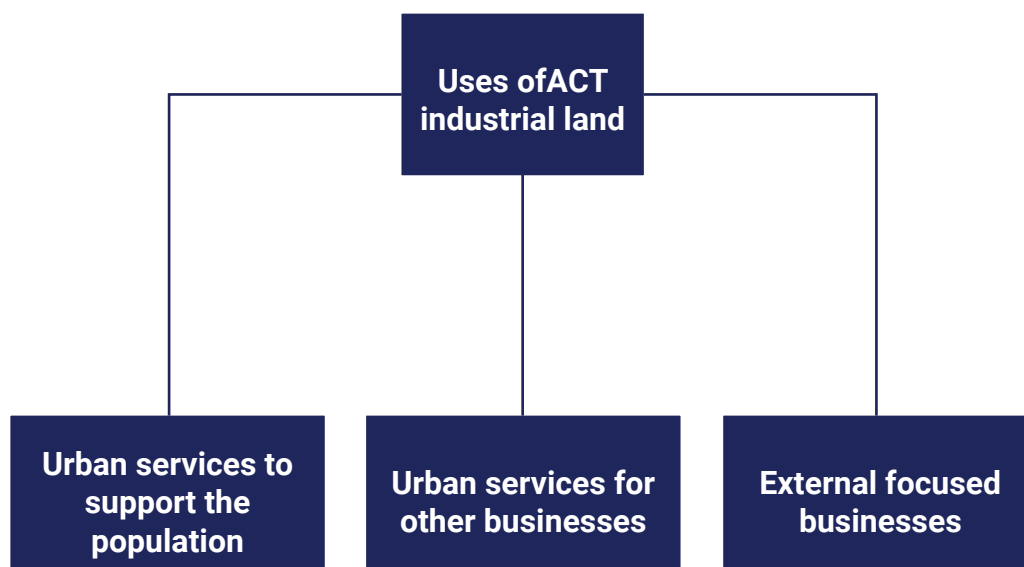 Uses ofACT
industrial land
Urban services to
support the
population
Urban services for
other businesses
External focused
businesses